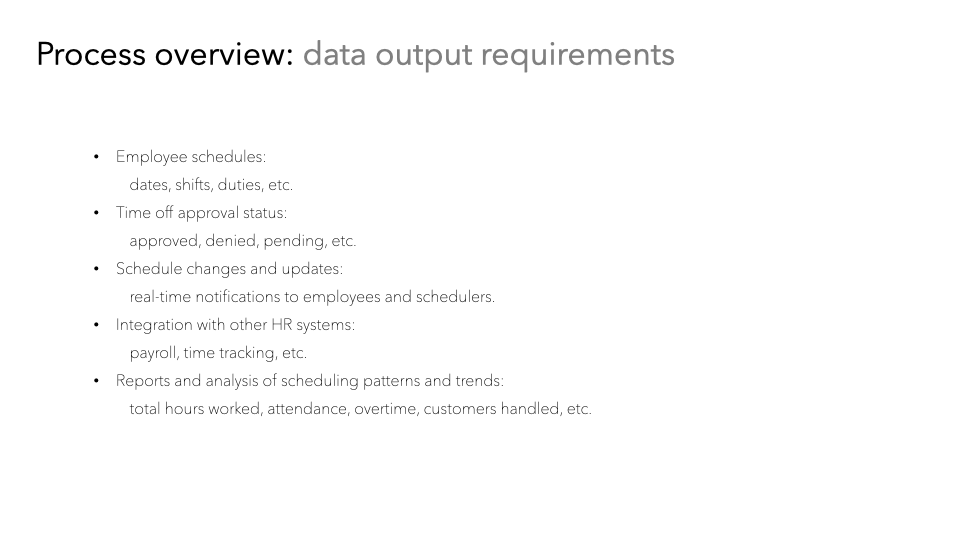 Process overview: data output requirements
• Employee schedules:
dates, shifts, duties, etc.
• Time off approval status:
approved, denied, pending, etc.
• Schedule changes and updates:
real-time notifications to employees and schedulers.
• Integration with other HR systems:
payroll, time tracking, etc.
• Reports and analysis of scheduling patterns and trends:
total hours worked, attendance, overtime, customers handled, etc.